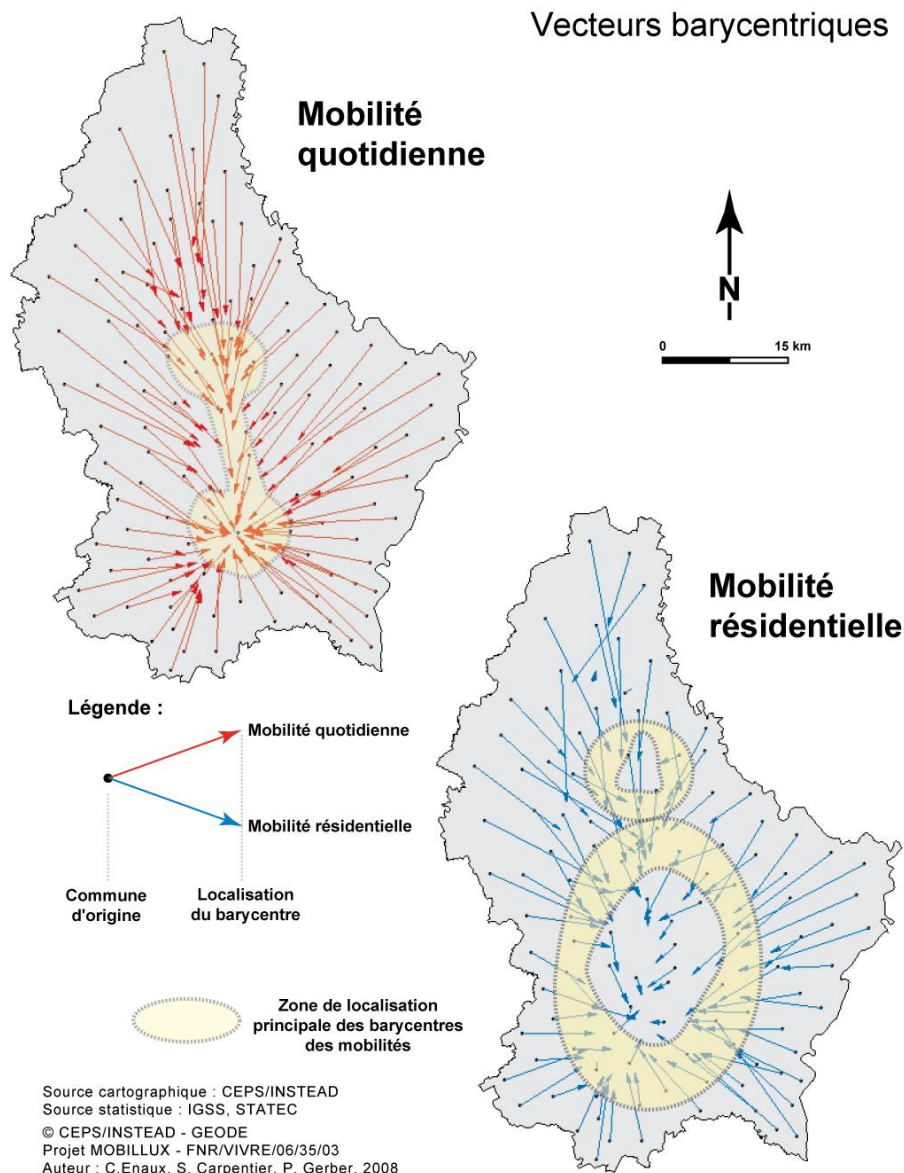 Vecteurs barycentriques
Mobilité
quotidienne
N
0 15 km
Mobilité
résidentielle
Légende :
Mobilité quotidienne
Mobilité résidentielle
Commune
d'origine
Localisation
du barycentre
Zone de localisation
principale des barycentres
des mobilités
Source cartographique : CEPS/INSTEAD
Source statistique : IGSS, STATEC
© CEPS/INSTEAD - GEODE
Projet MOBILLUX - FNR/VIVRE/06/35/03
Auteur : C.Enaux, S. Carpentier, P. Gerber, 2008